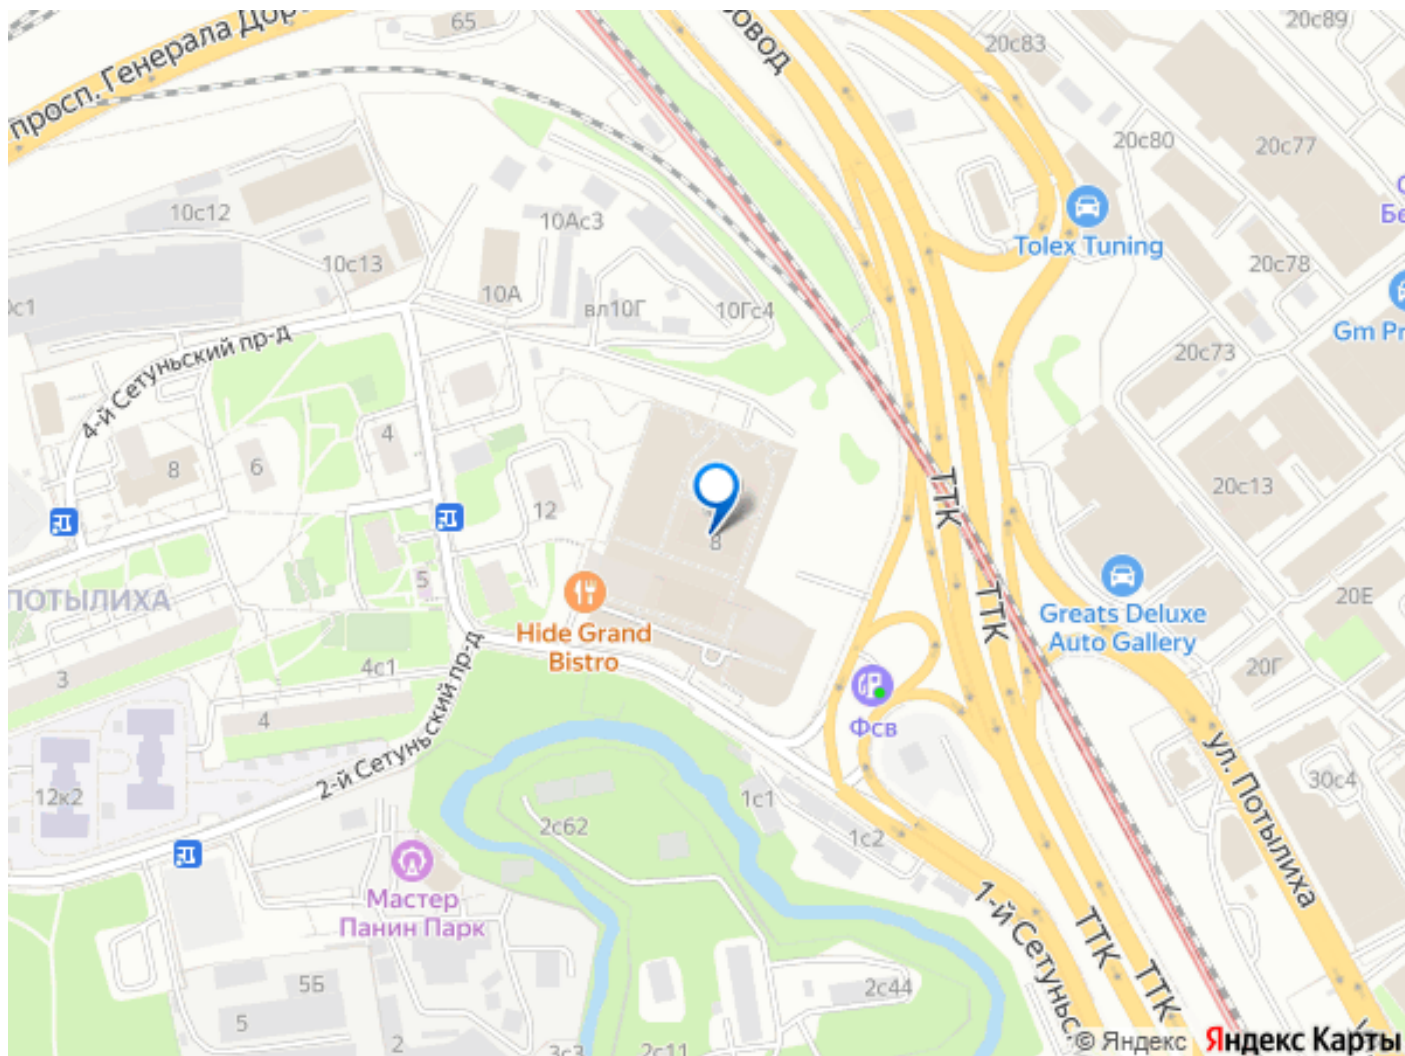 65
20с89
20с83
просп. Генерала Дор
овод
20с80
20с77
10с12
10Ас3
Tolex Tuning
10с13
20с78
10А
вл10Г
10Гс4
Gm Pr
4-й Сетуньский пр-д
20с73
4
8
6
12
20с13
8
ТТК
5
ТТК
ПОТЫЛИХА
20Е
Hide Grand
Bistro
Greats Deluxe
Auto Gallery
3
4с1
20Г
4
Фсв
2-й Сетуньский пр-д
ул. Потылиха
12к2
30с4
1с1
2с62
1с2
Мастер
Панин Парк
1-й Сетуньс
ТТК
ТТК
5Б
2с44
5
2
3с3
2с11
© Яндекс Яндекс Карты